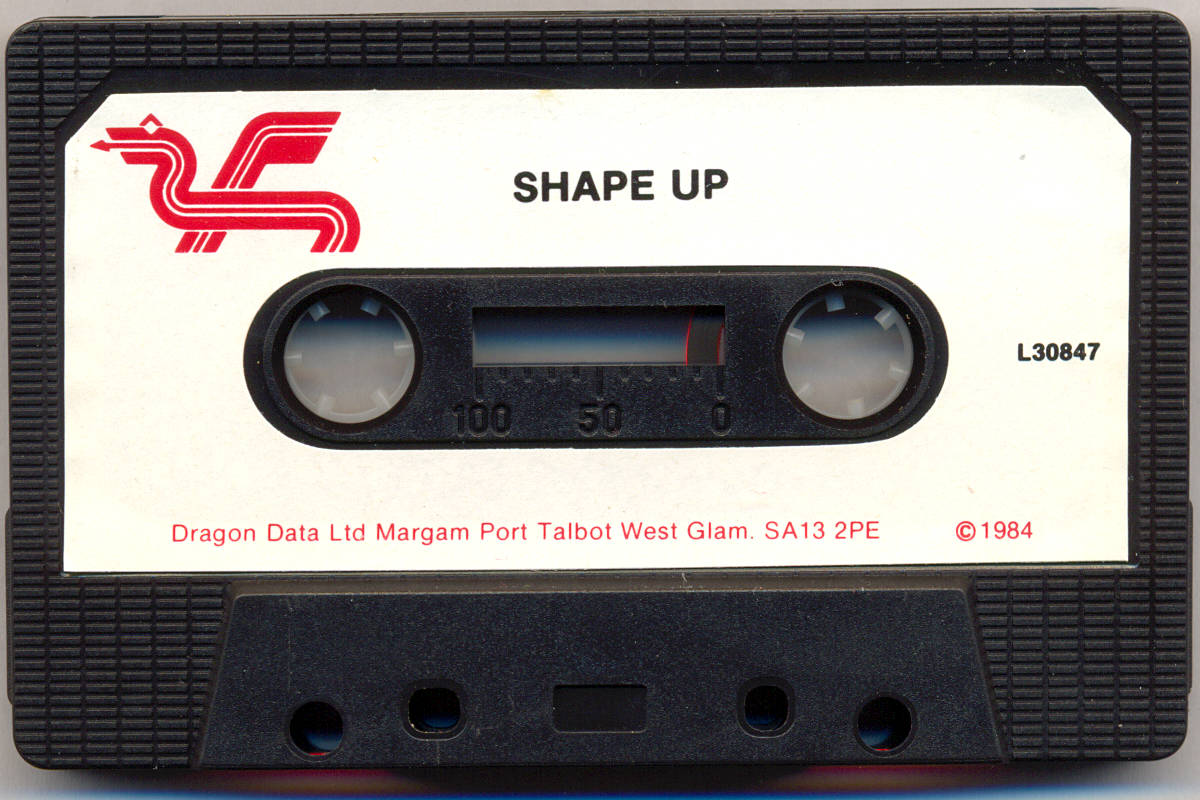 SHAPE UP
L30847
100 50 0
Dragon Data Ltd Margam Port Talbot West Glam. SA13 2PE ©1984